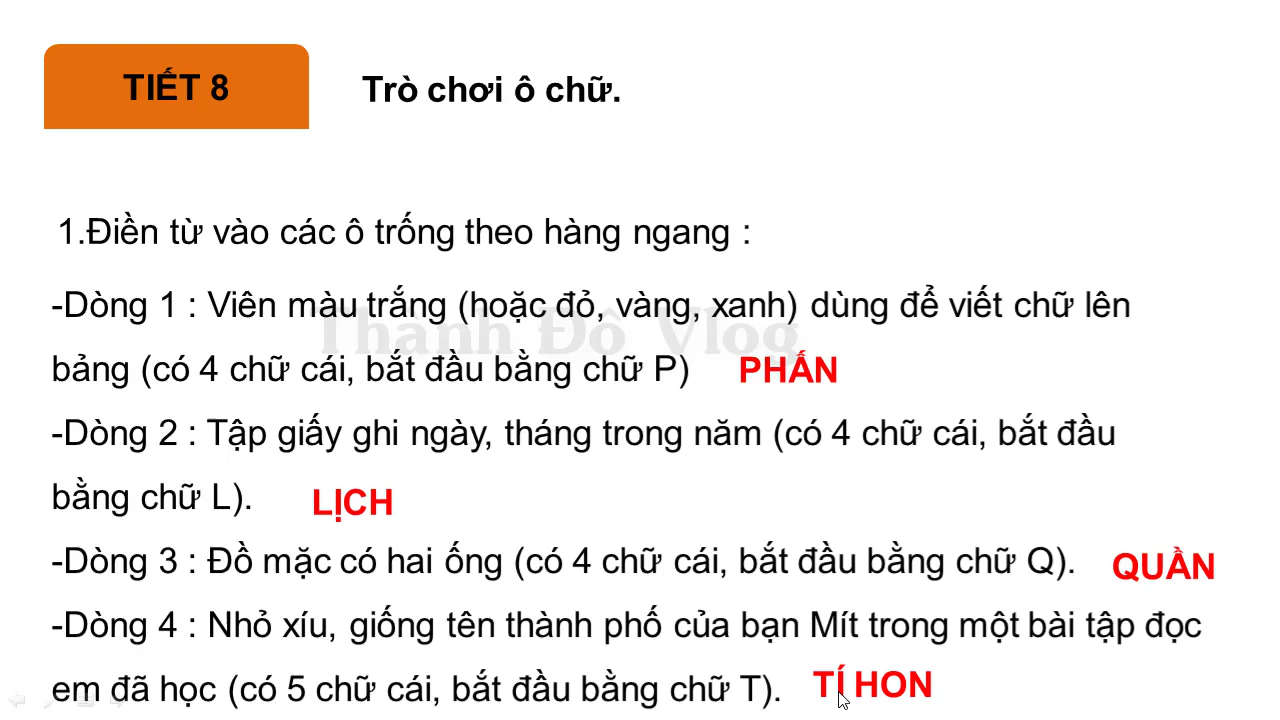 TIẾT 8
Trò chơi ô chữ.
1.Điền từ vào các ô trống theo hàng ngang :
-Dòng 1 : Viên màu trắng (hoặc đỏ, vàng, xanh) dùng để viết chữ lên
Thành Đô Vlog
bảng (có 4 chữ cái, bắt đầu bằng chữ P) PHẤN
-Dòng 2 : Tập giấy ghi ngày, tháng trong năm (có 4 chữ cái, bắt đầu
bằng chữ L). LỊCH
-Dòng 3 : Đồ mặc có hai ống (có 4 chữ cái, bắt đầu bằng chữ Q). QUẦN
-Dòng 4 : Nhỏ xíu, giống tên thành phố của bạn Mít trong một bài tập đọc
em đã học (có 5 chữ cái, bắt đầu bằng chữ T). TÍ HON